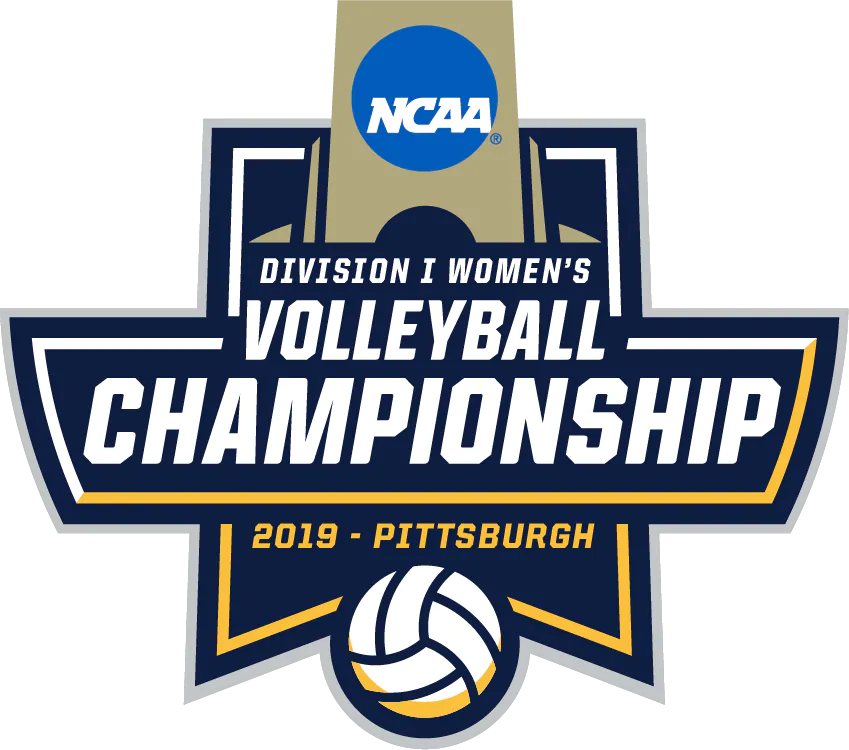 NCAA®
DIVISION I WOMEN'S
VOLLEYBALL
CHAMPIONSHIP
2019 - PITTSBURGH